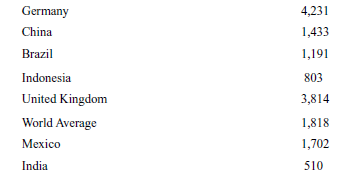 Germany 4,231
China 1,433
Brazil 1,191
Indonesia 803
United Kingdom 3,814
World Average 1,818
Mexico 1,702
India 510